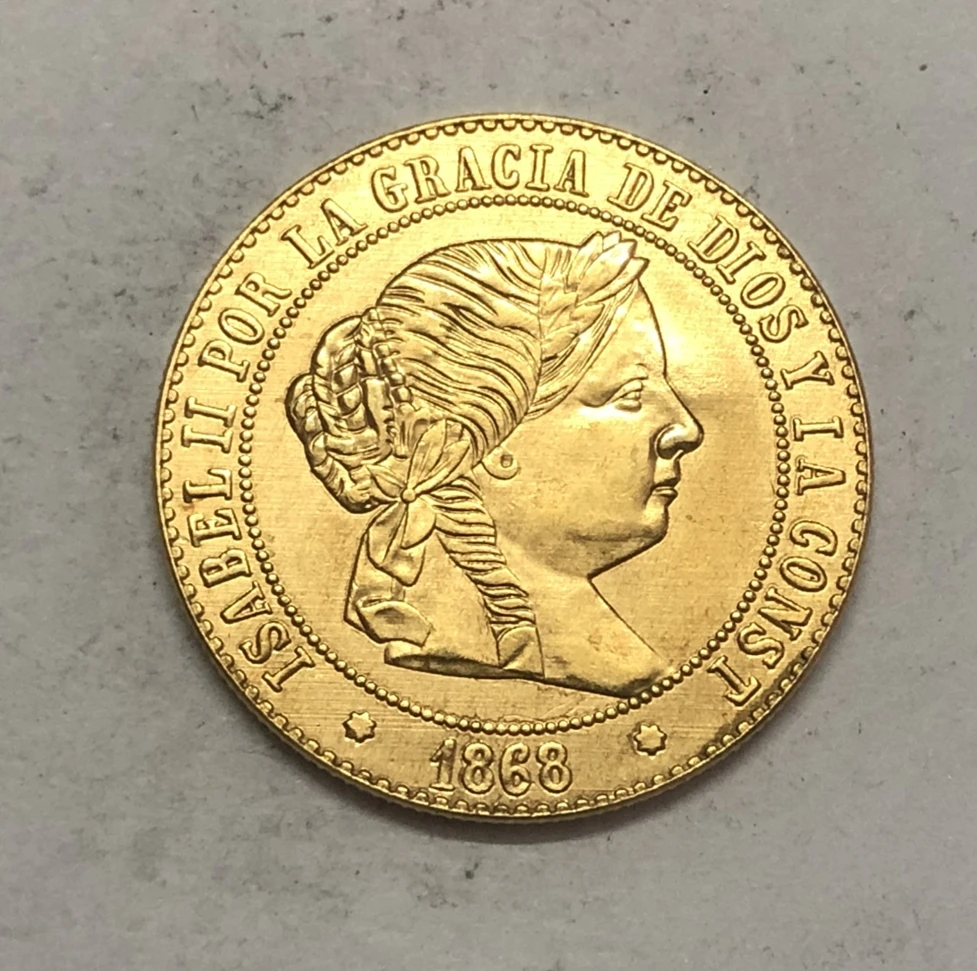 ISABEL II POR LA GRACIA DE DIOS Y LA CONST
1868